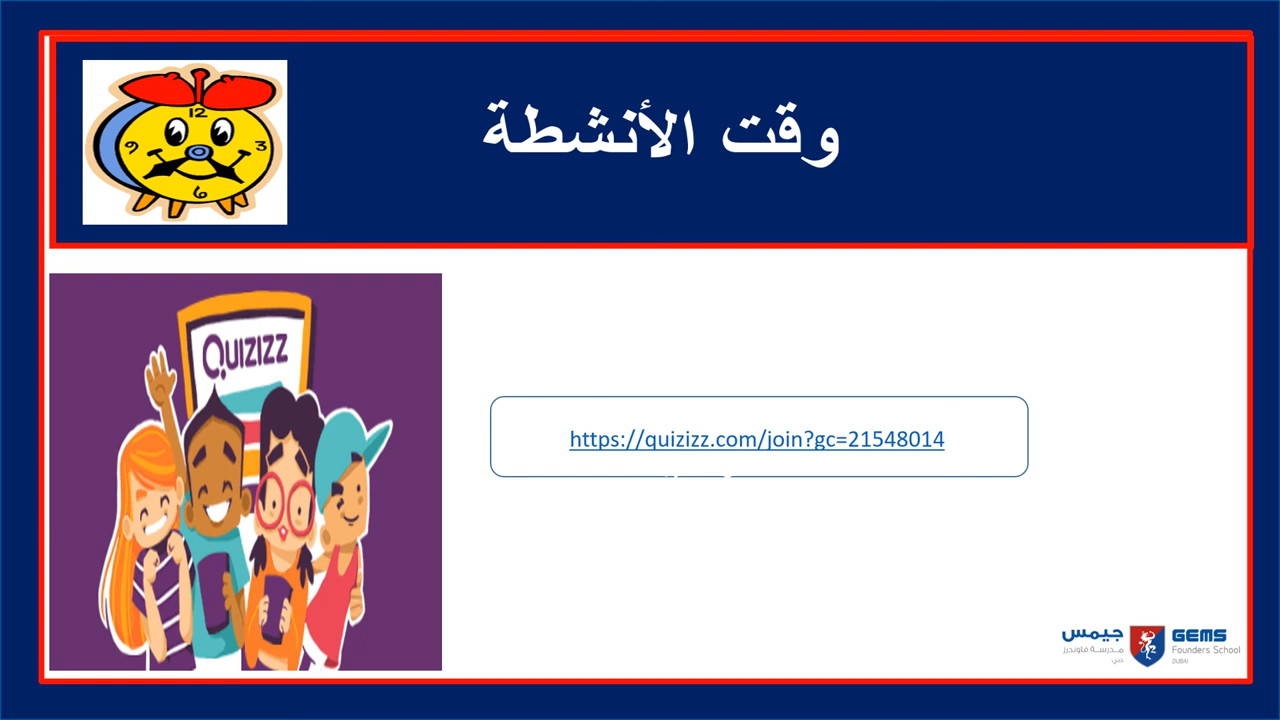 وقت الأنشطة
12
9
3
6
QUIZIZZ
https://quizizz.com/join?gc=21548014
جيمس
مدرسة فاوندرز
دبي
GEMS
Founders School
DUBAI